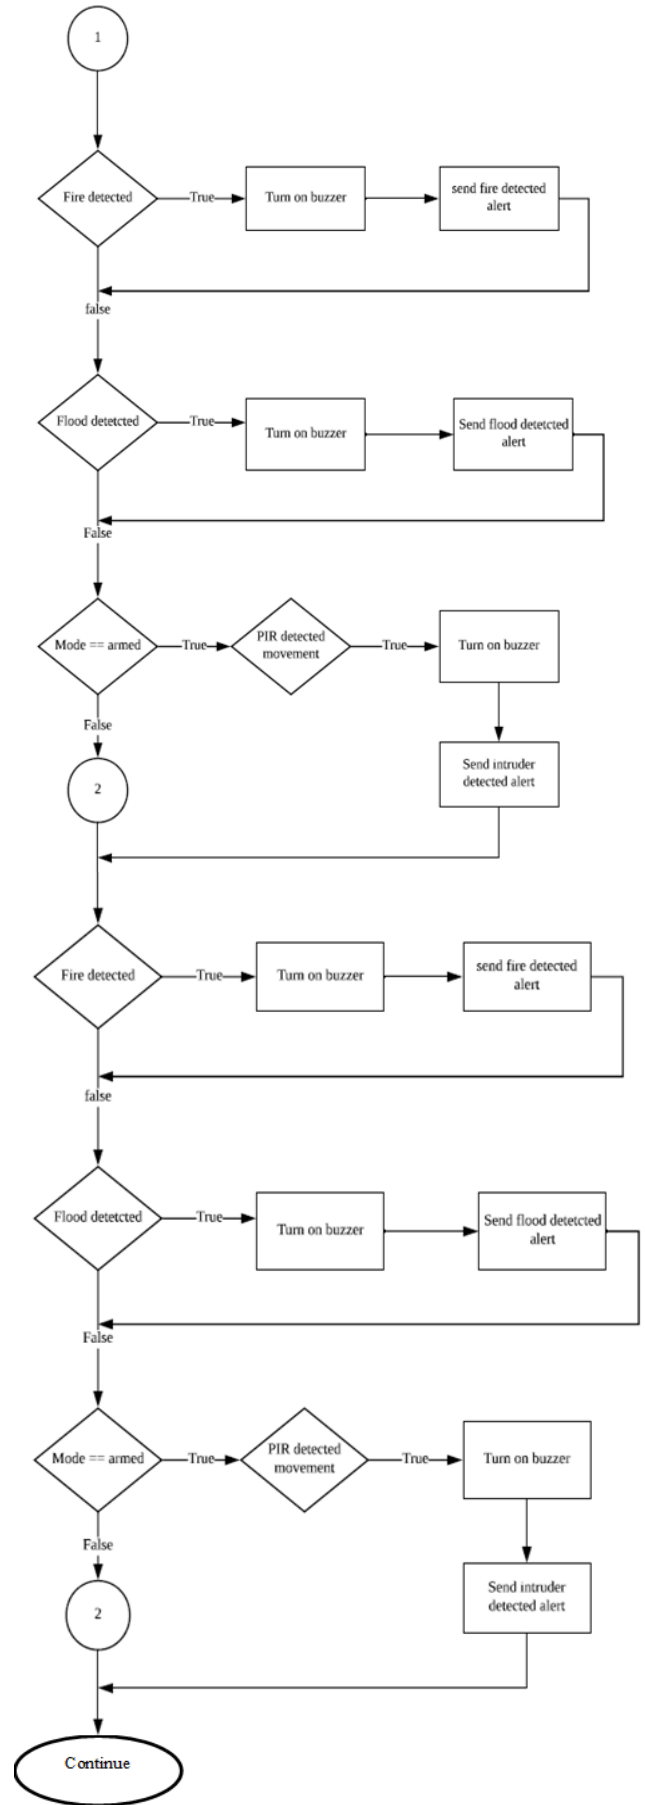 1
Fire detected
True
Turn on buzzer
send fire detected
alert
false
Flood detetcted
True
Turn on buzzer
Send flood detetcted
alert
False
Mode == armed
True
PIR detected
movement
True
Turn on buzzer
False
Send intruder
detected alert
2
Fire detected
True
Turn on buzzer
send fire detected
alert
false
Flood detetcted
True
Turn on buzzer
Send flood detetcted
alert
False
Mode == armed
True
PIR detected
movement
True
Turn on buzzer
False
Send intruder
detected alert
2
Continue